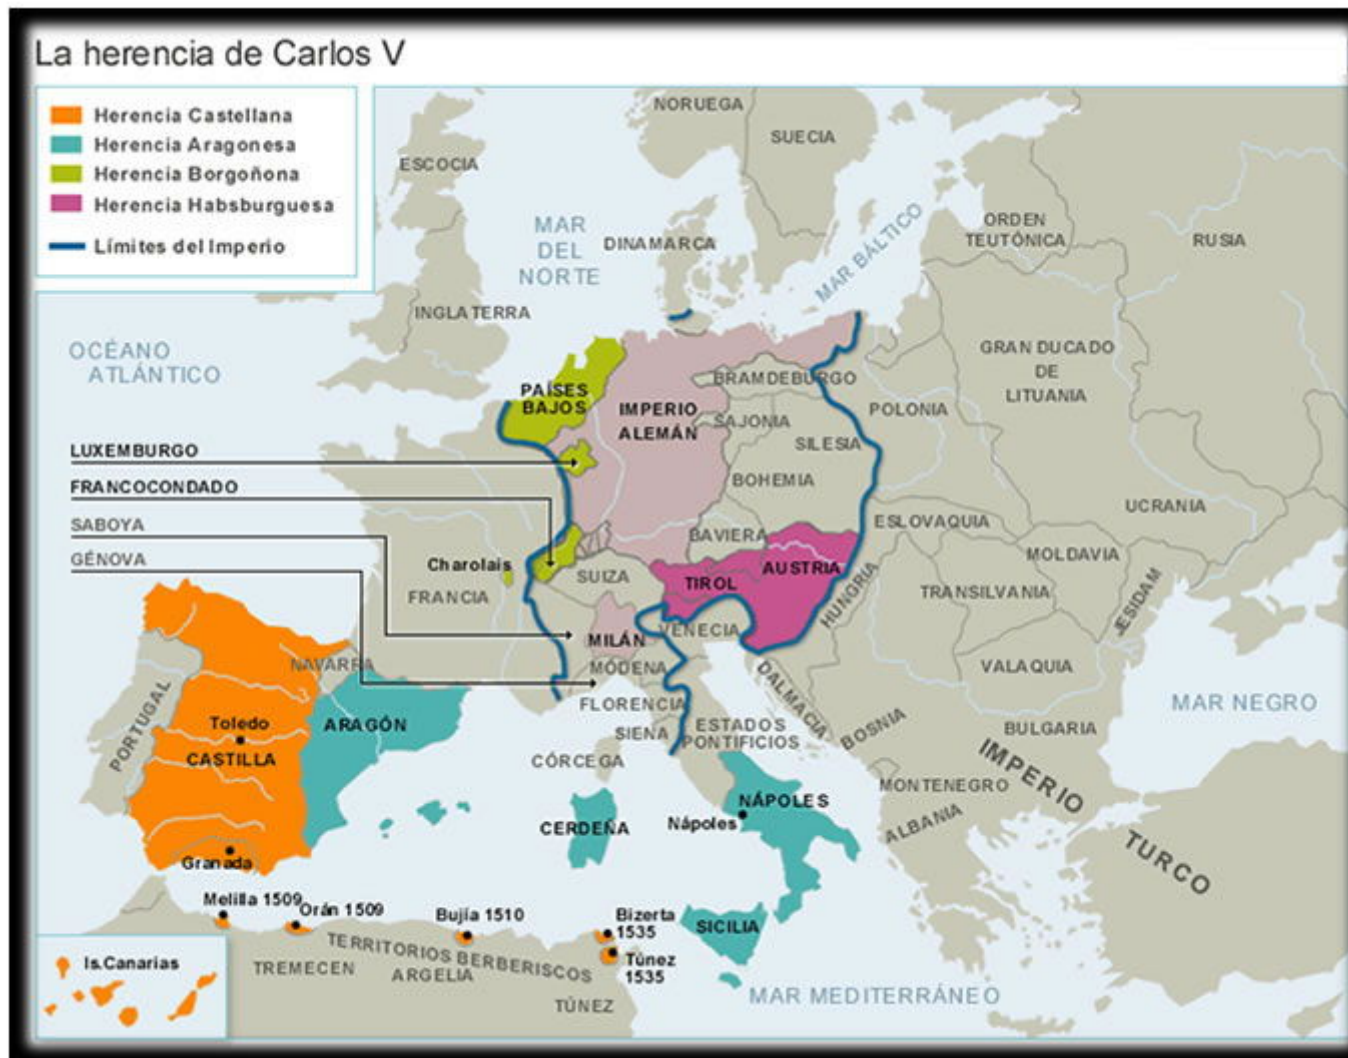 La herencia de Carlos V
Herencia Castellana
Herencia Aragonesa
Herencia Borgoñona
Herencia Habsburguesa
Límites del Imperio
NORUEGA
SUECIA
ESCOCIA
MAR
DEL
NORTE
DINAMARCA
MAR BÁLTICO
ORDEN
TEUTÓNICA
RUSIA
INGLATERRA
OCÉANO
ATLÁNTICO
PAÍSES
BAJOS
IMPERIO
ALEMÁN
BRAMDEBURGO
SAJONIA
SILESIA
POLONIA
GRAN DUCADO
DE
LITUANIA
LUXEMBURGO
FRANCOCONDADO
SABOYA
GÉNOVA
BOHEMIA
BAVIERA
ESLOVAQUIA
UCRANIA
MOLDAVIA
Charolais
FRANCIA
SUIZA
TIROL
AUSTRIA
HUNGRIA
TRANSILVANIA
JESIDAM
MILÁN
VENECIA
MÓDENA
VALAQUIA
NAVARRA
FLORENCIA
DALMACIA
MAR NEGRO
PORTUGAL
Toledo
CASTILLA
ARAGÓN
SIENA
ESTADOS
PONTIFICIOS
BOSNIA
BULGARIA
CÓRCEGA
IMPERIO
TURCO
MONTENEGRO
ALBANIA
CERDEÑA
NÁPOLES
Nápoles
Granada
Melilla 1509
Orán 1509
Bujía 1510
Bizerta
1535
SICILIA
Túnez
1535
TERRITORIOS BERBERISCOS
TREMECEN
ARGELIA
TÚNEZ
MAR MEDITERRÁNEO
Is.Canarias